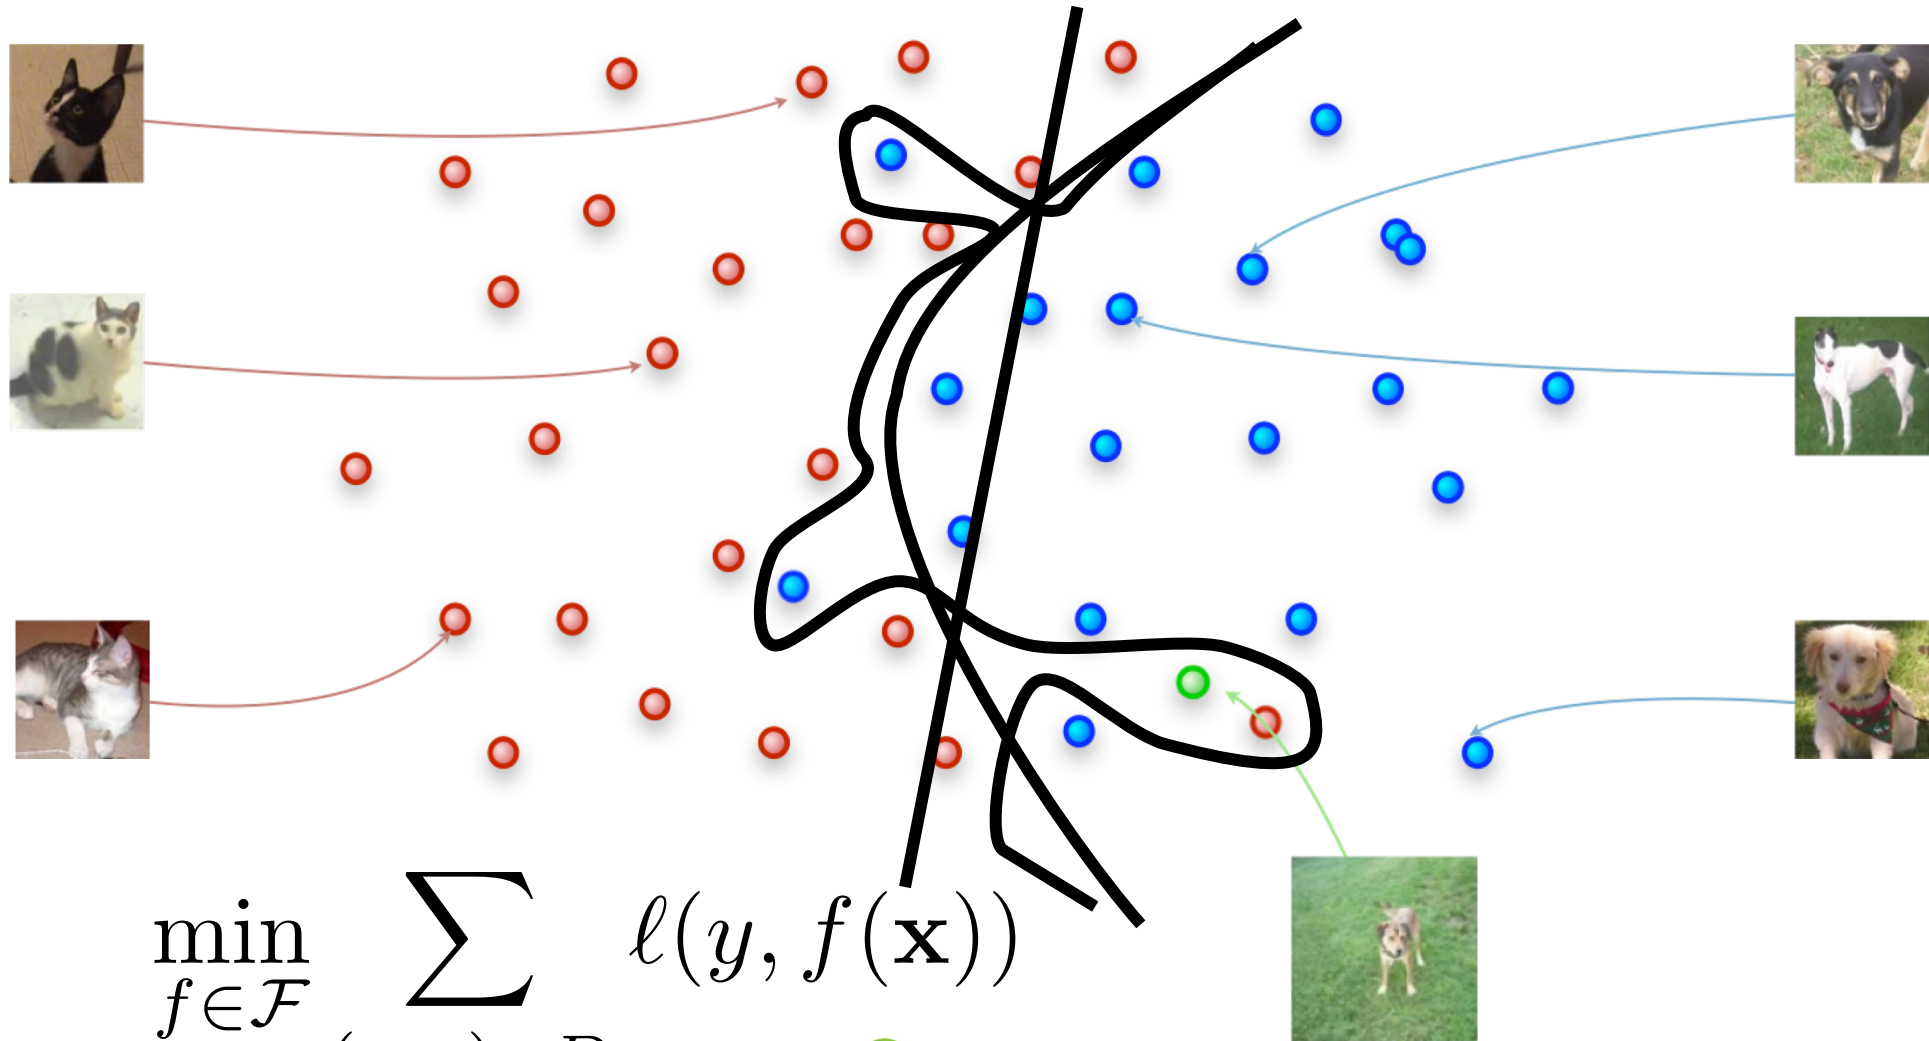 min ∑ ℓ(y, f(𝐱))
f∈ℱ